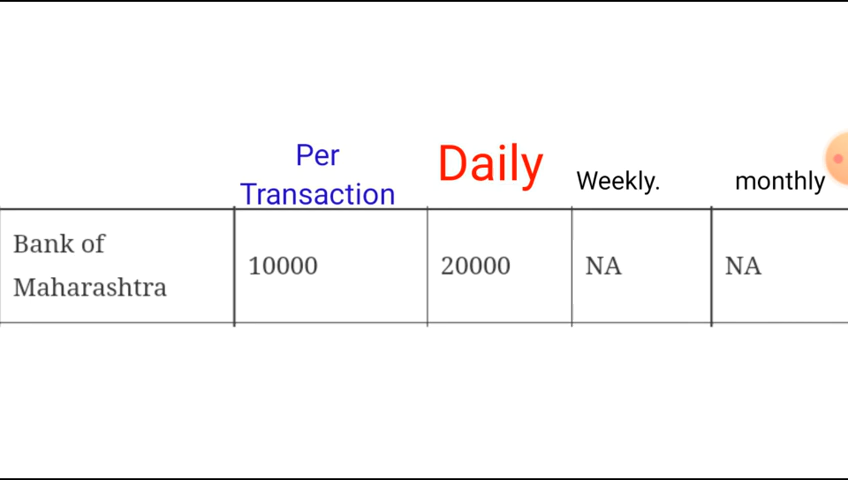 Per
Transaction
Daily
Weekly.
monthly
Bank of
Maharashtra
10000
20000
NA
NA